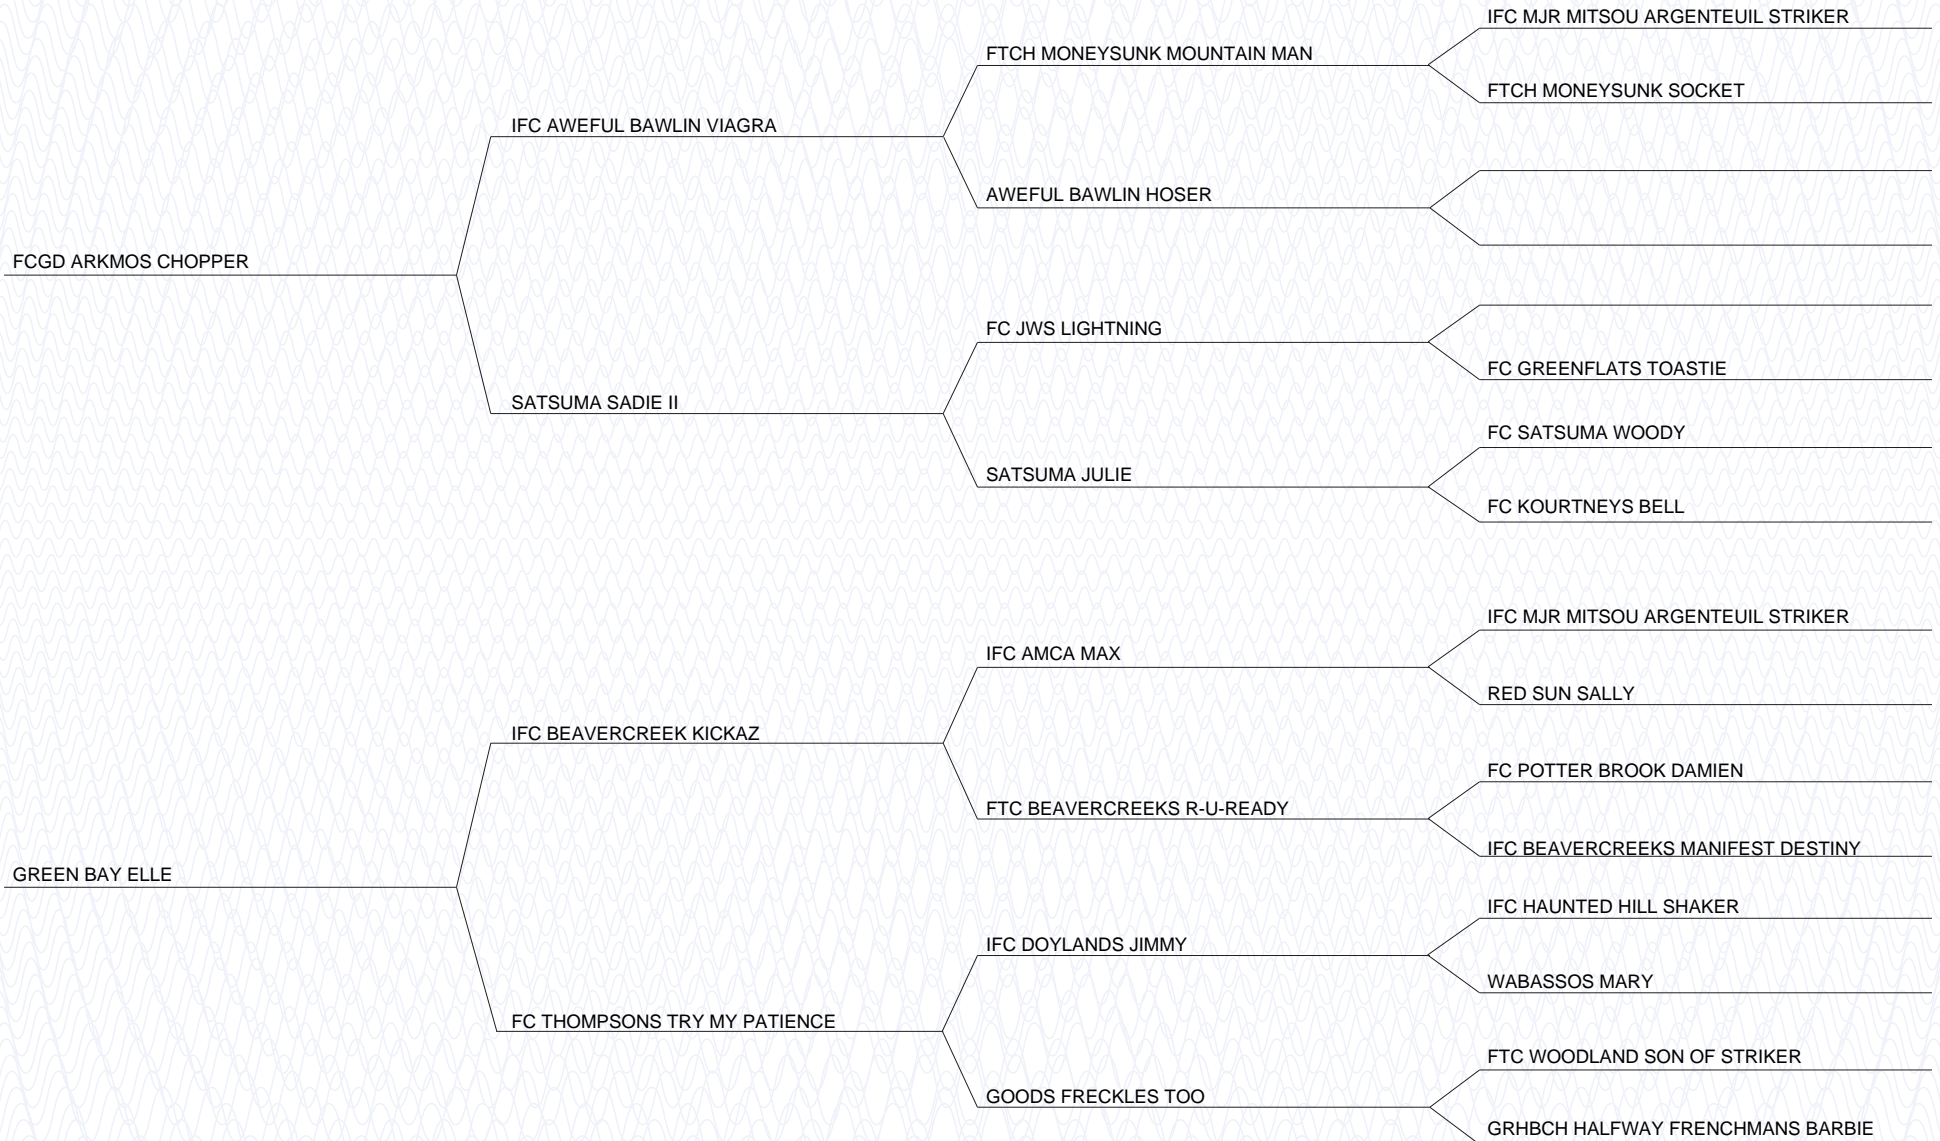 IFC MJR MITSOU ARGENTEUIL STRIKER
FTCH MONEYSUNK MOUNTAIN MAN
FTCH MONEYSUNK SOCKET
IFC AWEFUL BAWLIN VIAGRA
AWEFUL BAWLIN HOSER
FCGD ARKMOS CHOPPER
FC JWS LIGHTNING
FC GREENFLATS TOASTIE
SATSUMA SADIE II
FC SATSUMA WOODY
SATSUMA JULIE
FC KOURTNEYS BELL
IFC MJR MITSOU ARGENTEUIL STRIKER
IFC AMCA MAX
RED SUN SALLY
IFC BEAVERCREEK KICKAZ
FC POTTER BROOK DAMIEN
FTC BEAVERCREEKS R-U-READY
IFC BEAVERCREEKS MANIFEST DESTINY
GREEN BAY ELLE
IFC HAUNTED HILL SHAKER
IFC DOYLANDS JIMMY
WABASSOS MARY
FC THOMPSONS TRY MY PATIENCE
FTC WOODLAND SON OF STRIKER
GOODS FRECKLES TOO
GRHBCH HALFWAY FRENCHMANS BARBIE